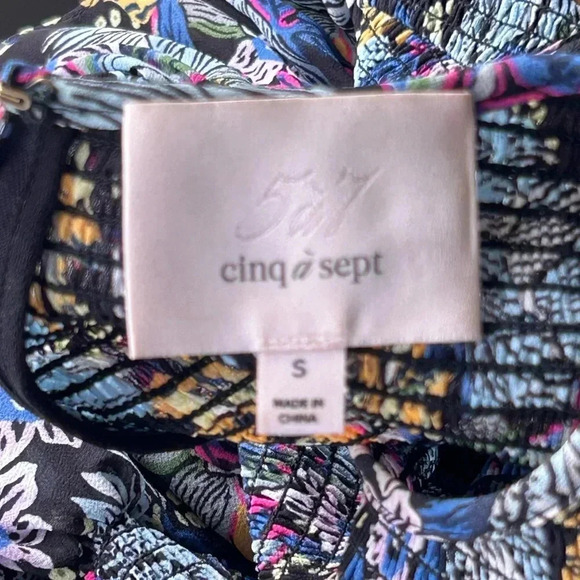 5à7
cinq à sept
S
MADE IN
CHINA